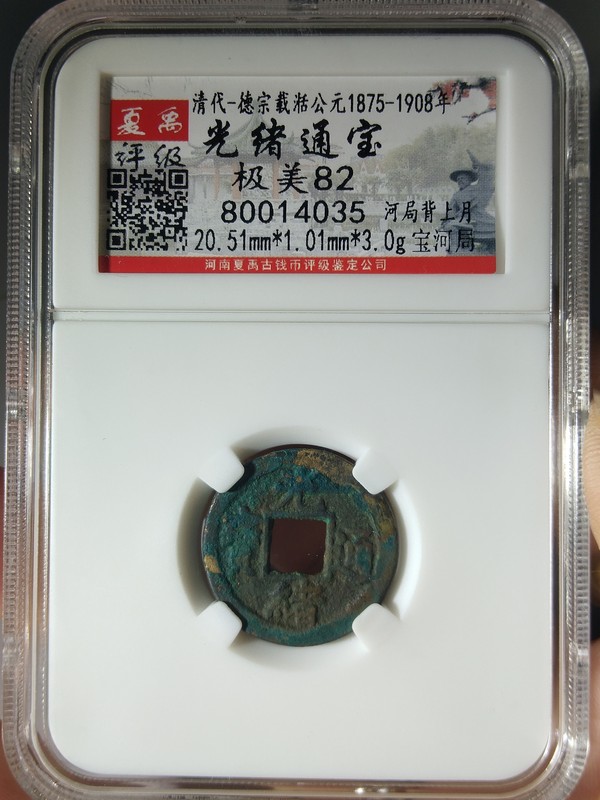 清代-德宗载湉公元1875-1908年
夏禹
评级
光绪通宝
极美82
80014035 河局背上月
20.51mm*1.01mm*3.0g 宝河局
河南夏禹古钱币评级鉴定公司
光緒通